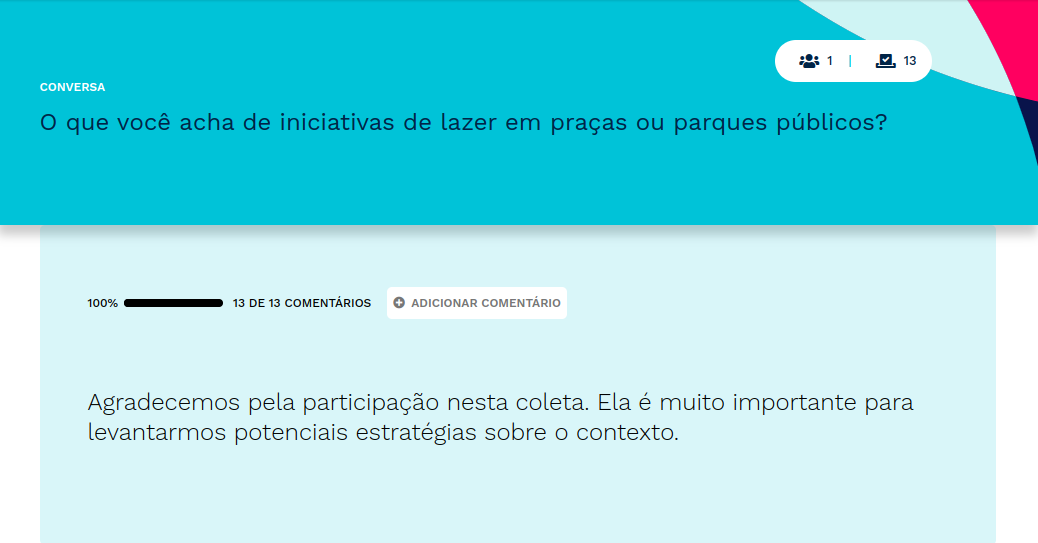 1 | 13
CONVERSA
O que você acha de iniciativas de lazer em praças ou parques públicos?
100% 13 DE 13 COMENTÁRIOS ADICIONAR COMENTÁRIO
Agradecemos pela participação nesta coleta. Ela é muito importante para
levantarmos potenciais estratégias sobre o contexto.